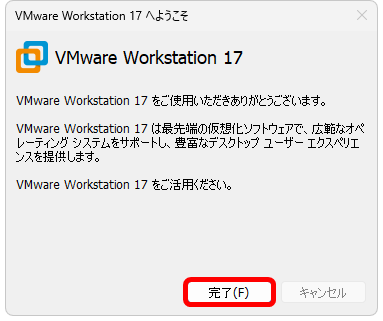 VMware Workstation 17 へようこそ
VMware Workstation 17
VMware Workstation 17 をご使用いただきありがとうございます。
VMware Workstation 17 は最先端の仮想化ソフトウェアで、広範なオペ
レーティング システムをサポートし、豊富なデスクトップ ユーザー エクスペリエ
ンスを提供します。
VMware Workstation 17 をご活用ください。
完了(F)
キャンセル